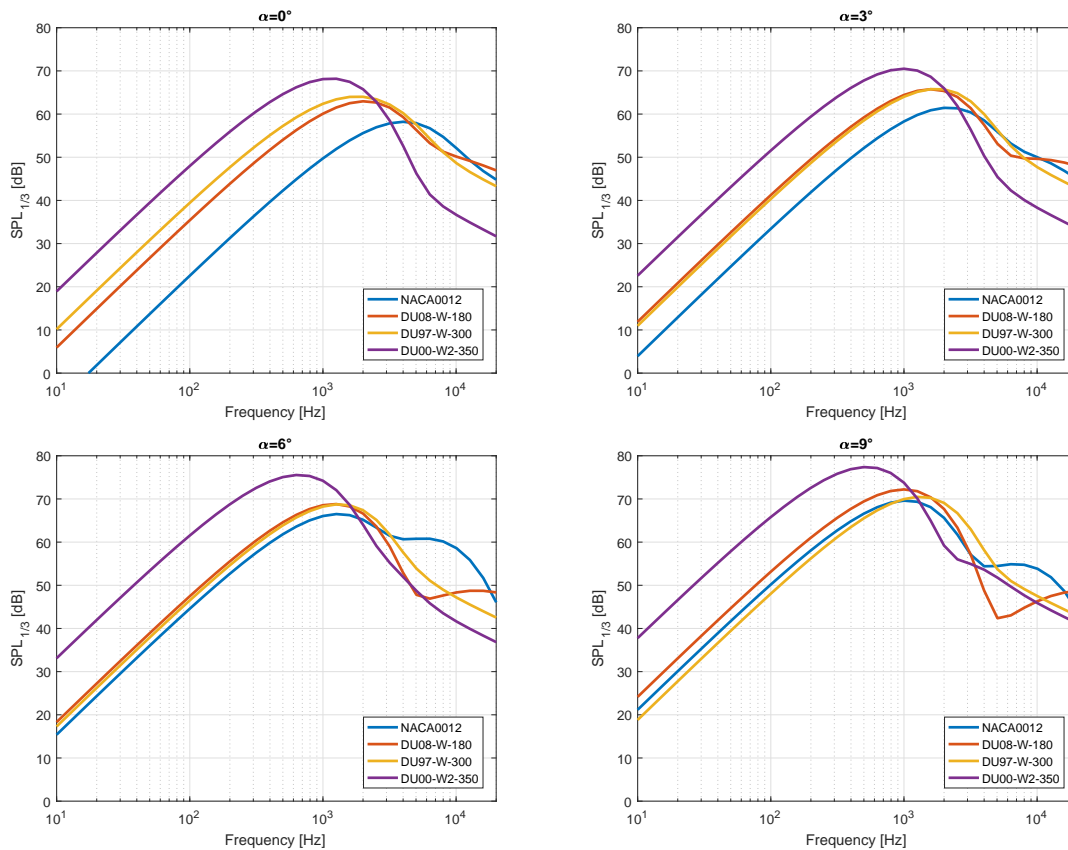 α=0°
80
70
60
50
40
30
20
10
0
SPL1/3 [dB]
10^1
10^2
10^3
10^4
Frequency [Hz]
NACA0012
DU08-W-180
DU97-W-300
DU00-W2-350
α=3°
80
70
60
50
40
30
20
10
0
SPL1/3 [dB]
10^1
10^2
10^3
10^4
Frequency [Hz]
NACA0012
DU08-W-180
DU97-W-300
DU00-W2-350
α=6°
80
70
60
50
40
30
20
10
0
SPL1/3 [dB]
10^1
10^2
10^3
10^4
Frequency [Hz]
NACA0012
DU08-W-180
DU97-W-300
DU00-W2-350
α=9°
80
70
60
50
40
30
20
10
0
SPL1/3 [dB]
10^1
10^2
10^3
10^4
Frequency [Hz]
NACA0012
DU08-W-180
DU97-W-300
DU00-W2-350